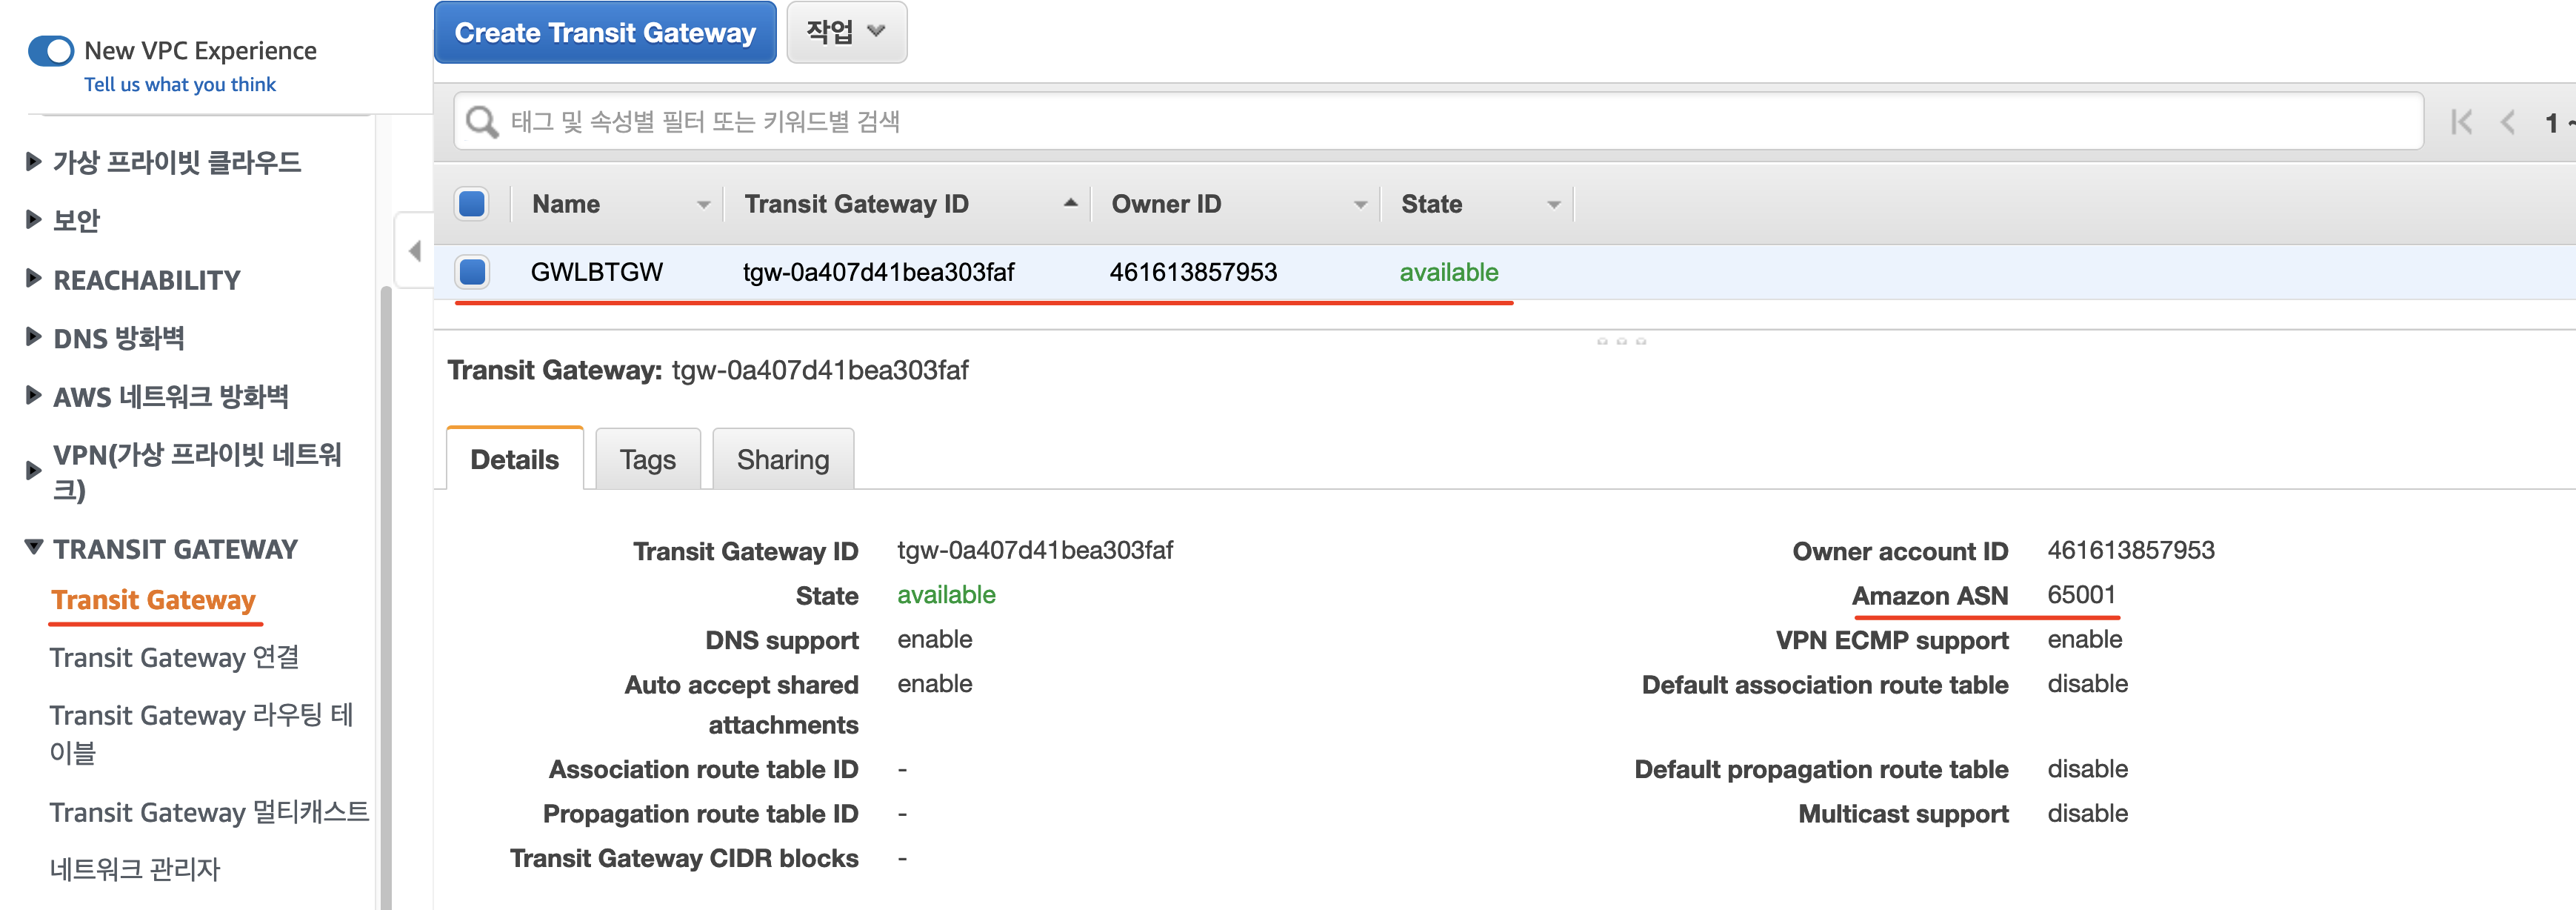 New VPC Experience
Tell us what you think
가상 프라이빗 클라우드
보안
REACHABILITY
DNS 방화벽
AWS 네트워크 방화벽
VPN(가상 프라이빗 네트워
크)
TRANSIT GATEWAY
Transit Gateway
Transit Gateway 연결
Transit Gateway 라우팅 테
이블
Transit Gateway 멀티캐스트
네트워크 관리자
Create Transit Gateway 작업
태그 및 속성별 필터 또는 키워드별 검색 1 ~
Name Transit Gateway ID Owner ID State
GWLBTGW tgw-0a407d41bea303faf 461613857953 available
Transit Gateway: tgw-0a407d41bea303faf
Details Tags Sharing
Transit Gateway ID tgw-0a407d41bea303faf Owner account ID 461613857953
State available Amazon ASN 65001
DNS support enable VPN ECMP support enable
Auto accept shared enable Default association route table disable
attachments
Association route table ID - Default propagation route table disable
Propagation route table ID - Multicast support disable
Transit Gateway CIDR blocks -